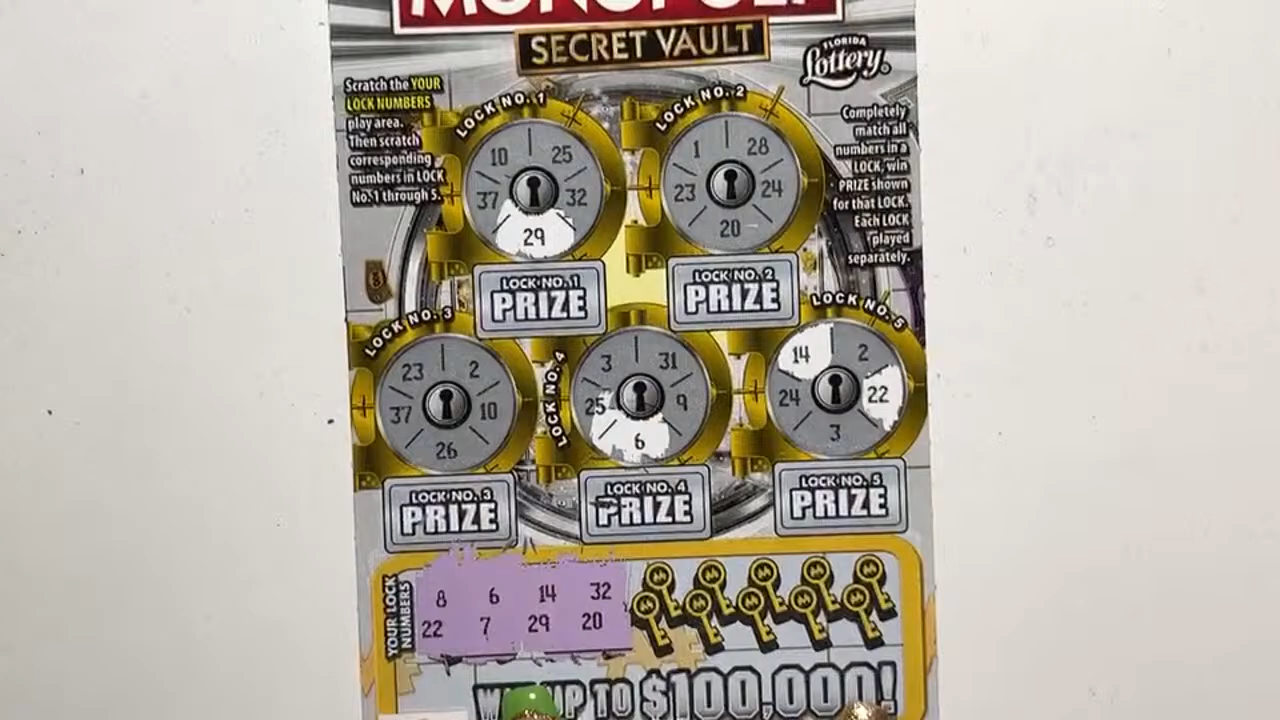 MONOPOLY
SECRET VAULT
FLORIDA
Lottery
Scratch the YOUR
LOCK NUMBERS
play area.
Then scratch
corresponding
numbers in LOCK
No. 1 through 5.
Completely
match all
numbers in a
LOCK, win
PRIZE shown
for that LOCK.
Each LOCK
played
separately.
LOCK NO. 1
10 25
37 32
29
LOCK NO. 1
PRIZE
LOCK NO. 2
1 28
23 24
20
LOCK NO. 2
PRIZE
LOCK NO. 3
23 2
37 10
26
LOCK NO. 3
PRIZE
LOCK NO. 4
3 31
25 9
6
LOCK NO. 4
PRIZE
LOCK NO. 5
14 2
24 22
3
LOCK NO. 5
PRIZE
YOUR LOCK
NUMBERS
8 6 14 32
22 7 29 20
UP TO $100,000!